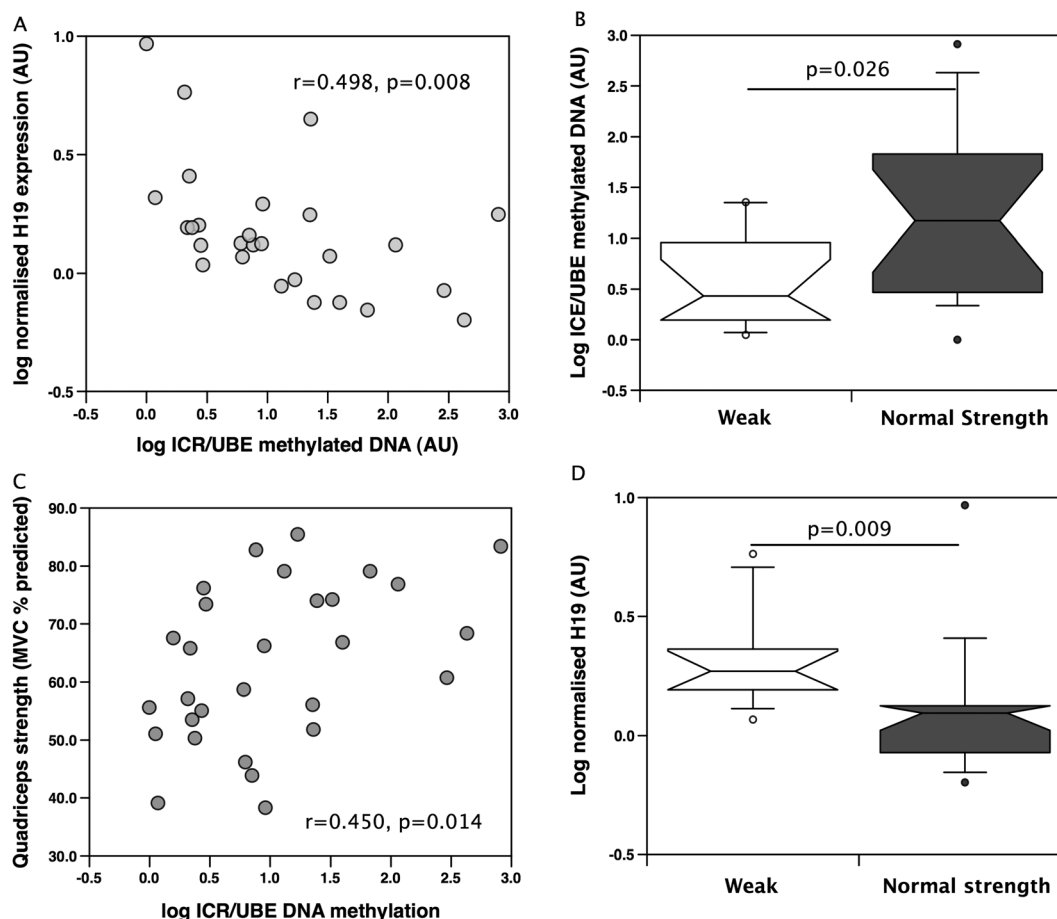 A
log normalised H19 expression (AU)
1.0
0.5
0.0
-0.5
r=0.498, p=0.008
-0.5 0.0 0.5 1.0 1.5 2.0 2.5 3.0
log ICR/UBE methylated DNA (AU)
B
Log ICE/UBE methylated DNA (AU)
3.0
2.5
2.0
1.5
1.0
0.5
0.0
-0.5
p=0.026
Weak Normal Strength
C
Quadriceps strength (MVC % predicted)
90.0
80.0
70.0
60.0
50.0
40.0
30.0
r=0.450, p=0.014
-0.5 0.0 0.5 1.0 1.5 2.0 2.5 3.0
log ICR/UBE DNA methylation
D
Log normalised H19 (AU)
1.0
0.5
0.0
-0.5
p=0.009
Weak Normal strength